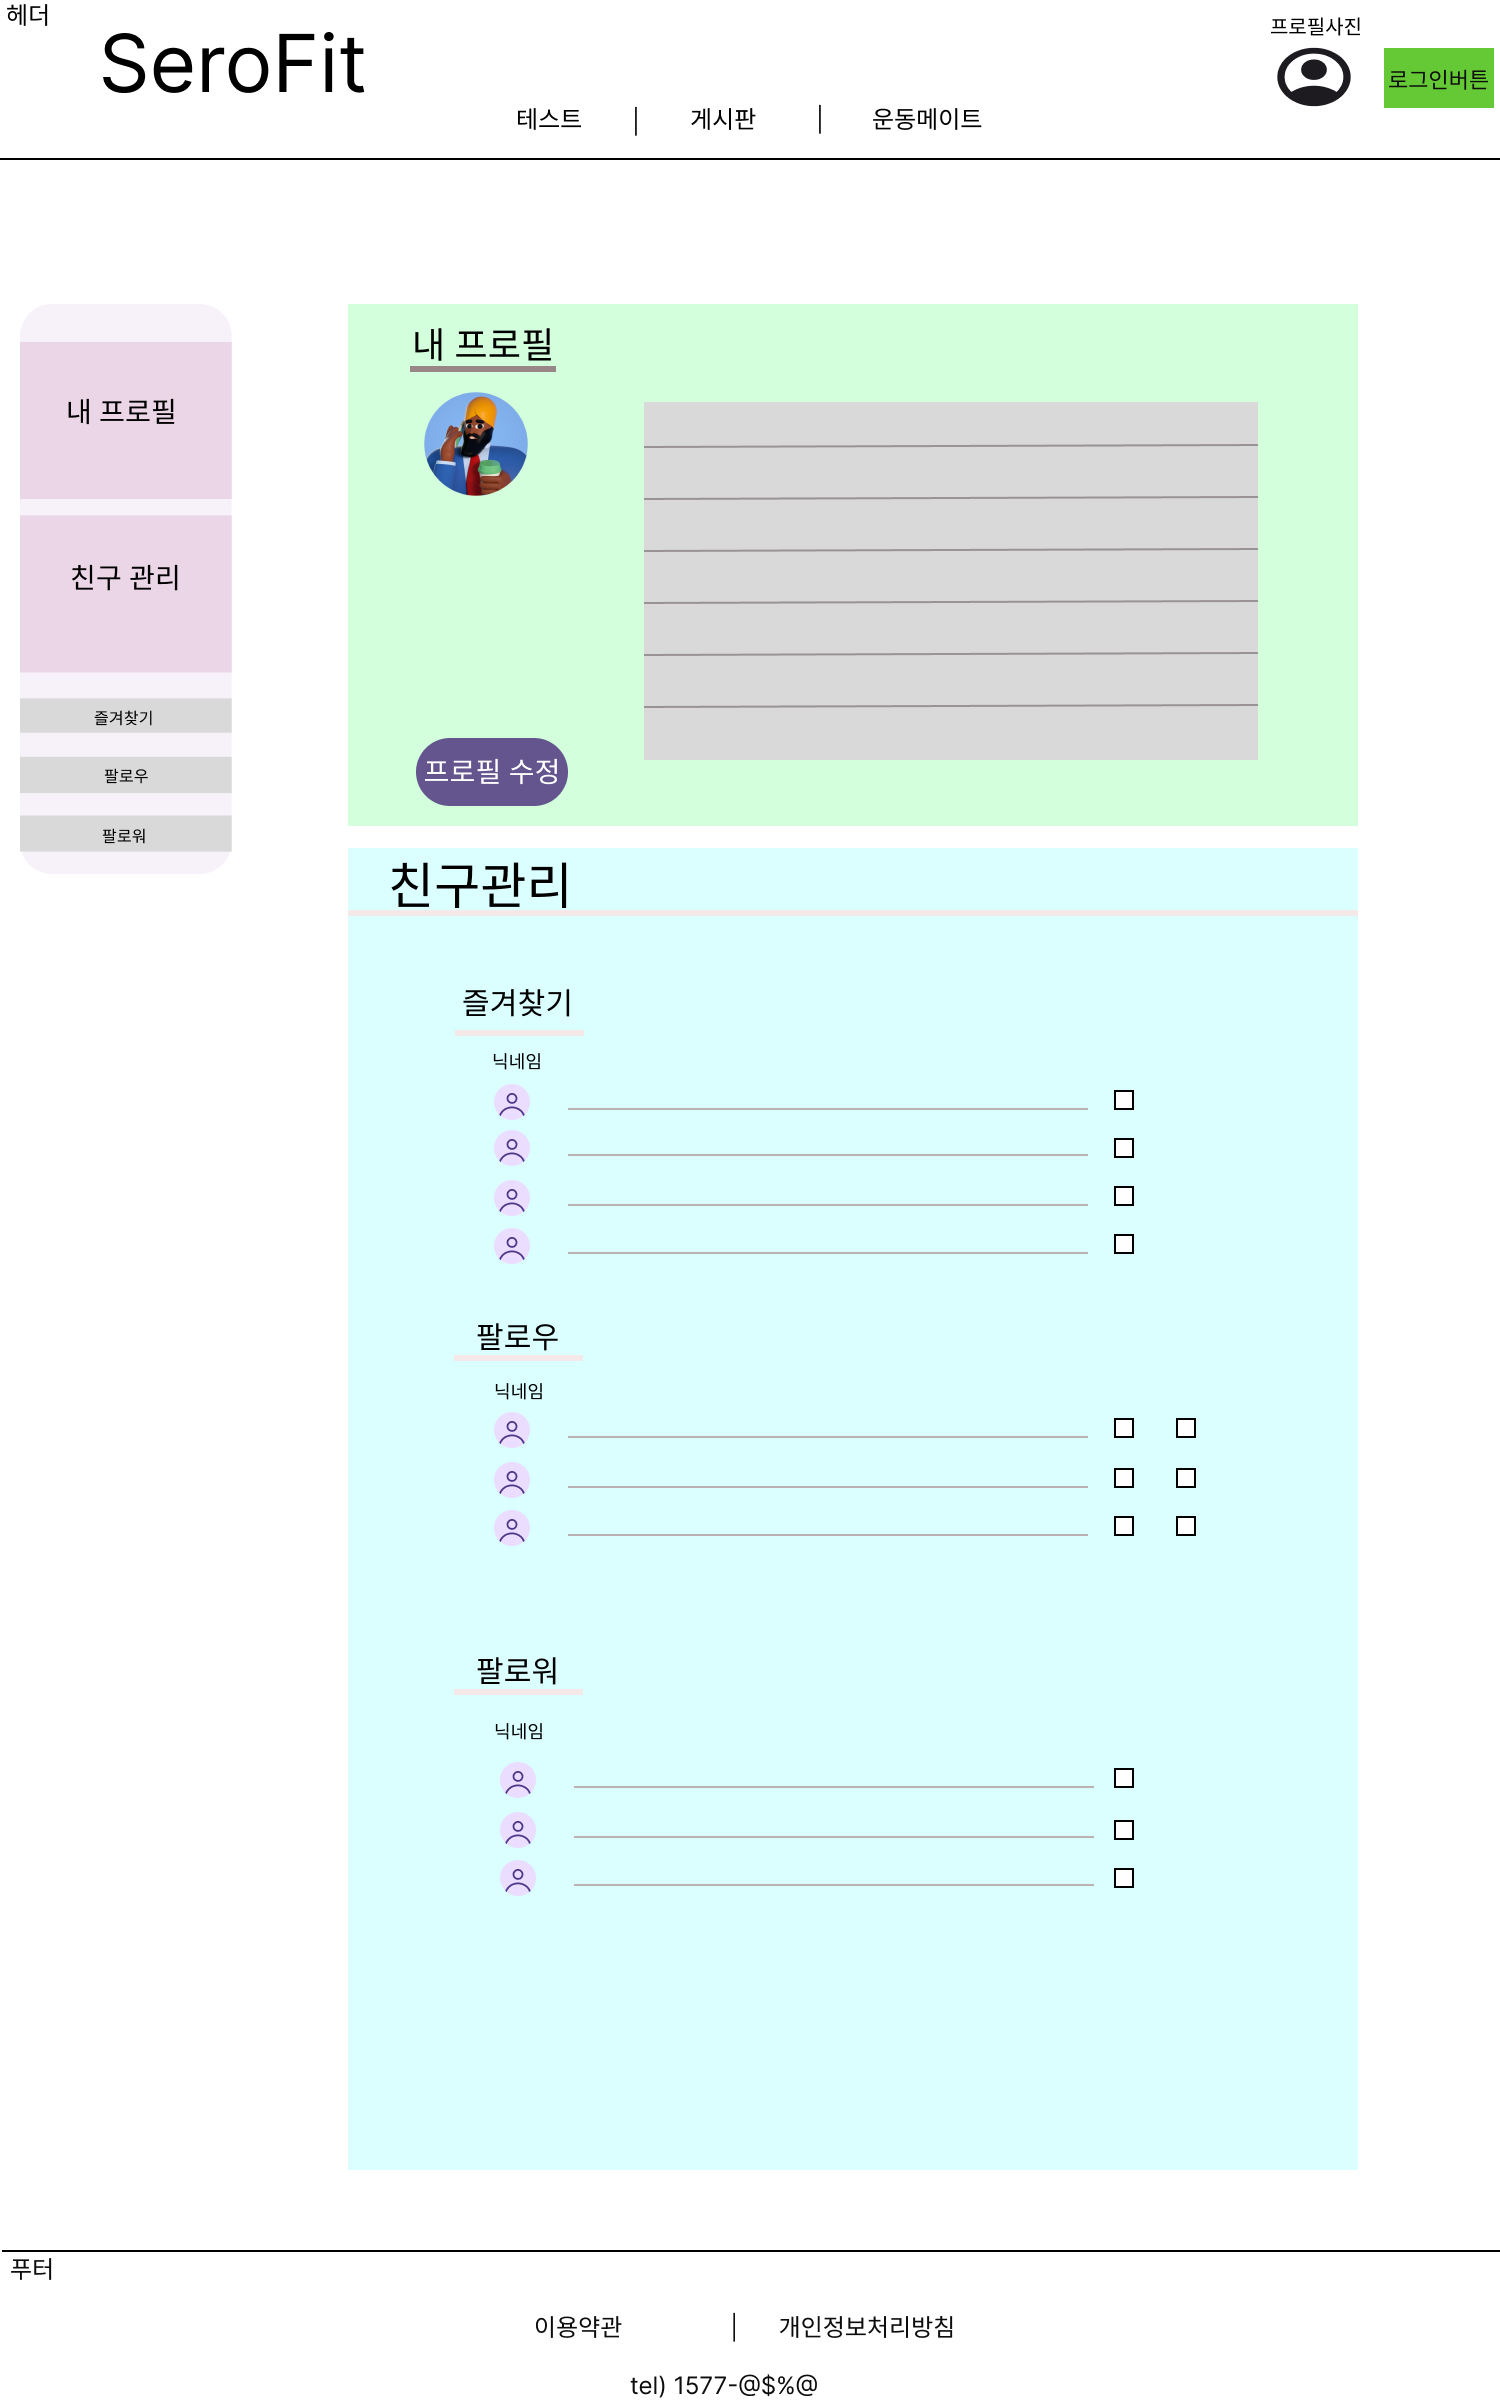 헤더
SeroFit
프로필사진
로그인버튼
테스트 | 게시판 | 운동메이트
내 프로필
친구 관리
즐겨찾기
팔로우
팔로워
내 프로필
프로필 수정
친구관리
즐겨찾기
닉네임
팔로우
닉네임
팔로워
닉네임
푸터
이용약관 | 개인정보처리방침
tel) 1577-@$%@